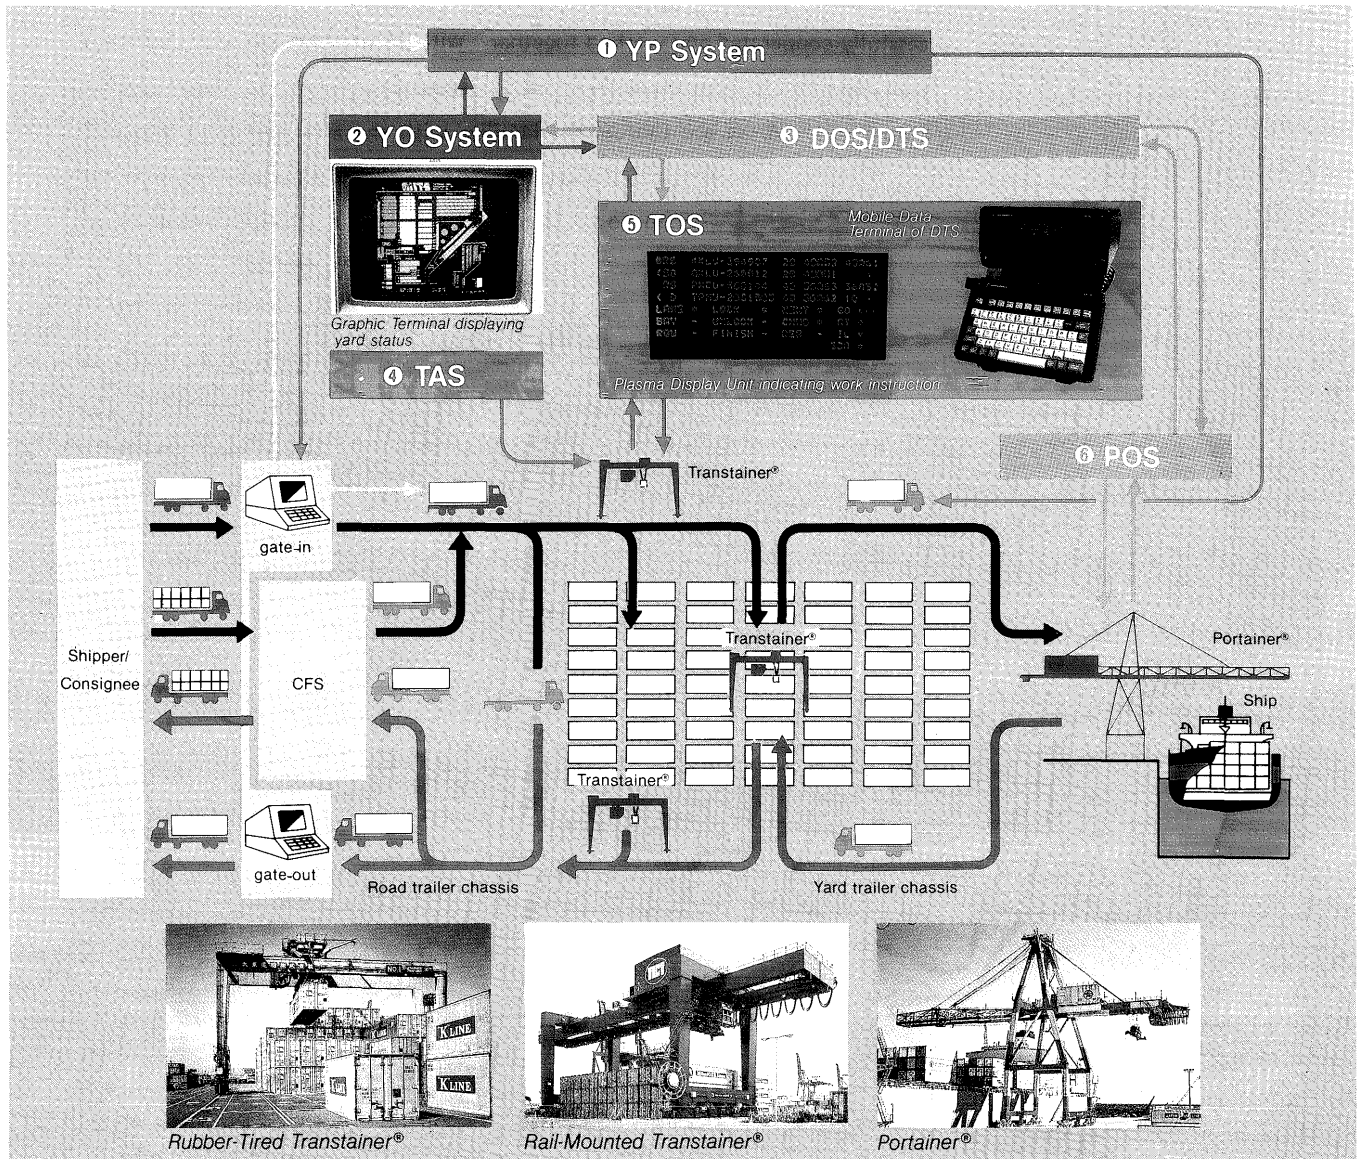 ❶ YP System
❷ YO System
❸ DOS/DTS
Graphic Terminal displaying
yard status
❹ TAS
❺ TOS
Mobile Data
Terminal of DTS
Plasma Display Unit indicating work instruction
❻ POS
Transtainer®
gate-in
Shipper/
Consignee
CFS
Transtainer®
Portainer®
Ship
Transtainer®
gate-out
Road trailer chassis
Yard trailer chassis
K LINE
K LINE
Rubber-Tired Transtainer®
Rail-Mounted Transtainer®
Portainer®